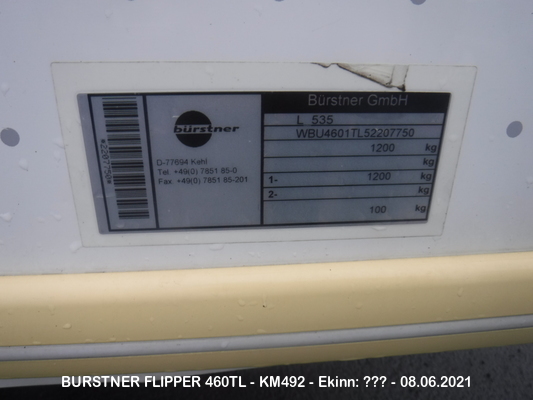 Bürstner GmbH
bürstner
L 535
WBU4601TL52207750
1200 kg
kg
D-77694 Kehl
Tel. +49(0) 7851 85-0
Fax. +49(0) 7851 85-201
1- 1200 kg
2- kg
100 kg
*2207750*
BURSTNER FLIPPER 460TL - KM492 - Ekinn: ??? - 08.06.2021